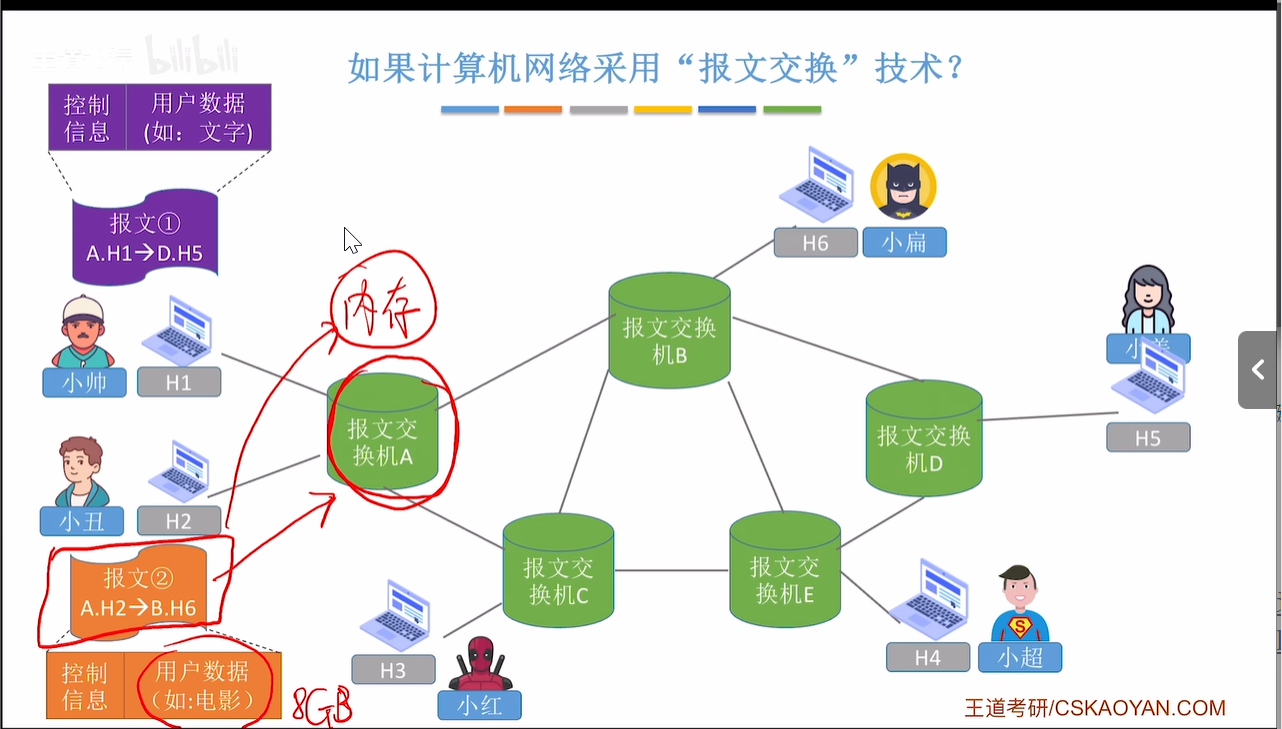 bilibili
如果计算机网络采用“报文交换”技术？
控制
信息
用户数据
(如：文字)
报文①
A.H1→D.H5
小帅
H1
内存
报文交
换机A
报文交换
机B
H6
小扁
小美
H5
报文交换
机D
小丑
H2
报文②
A.H2→B.H6
控制
信息
用户数据
（如:电影）
8GB
报文交
换机C
报文交
换机E
H3
小红
H4
小超
S
王道考研/CSKAOYAN.COM